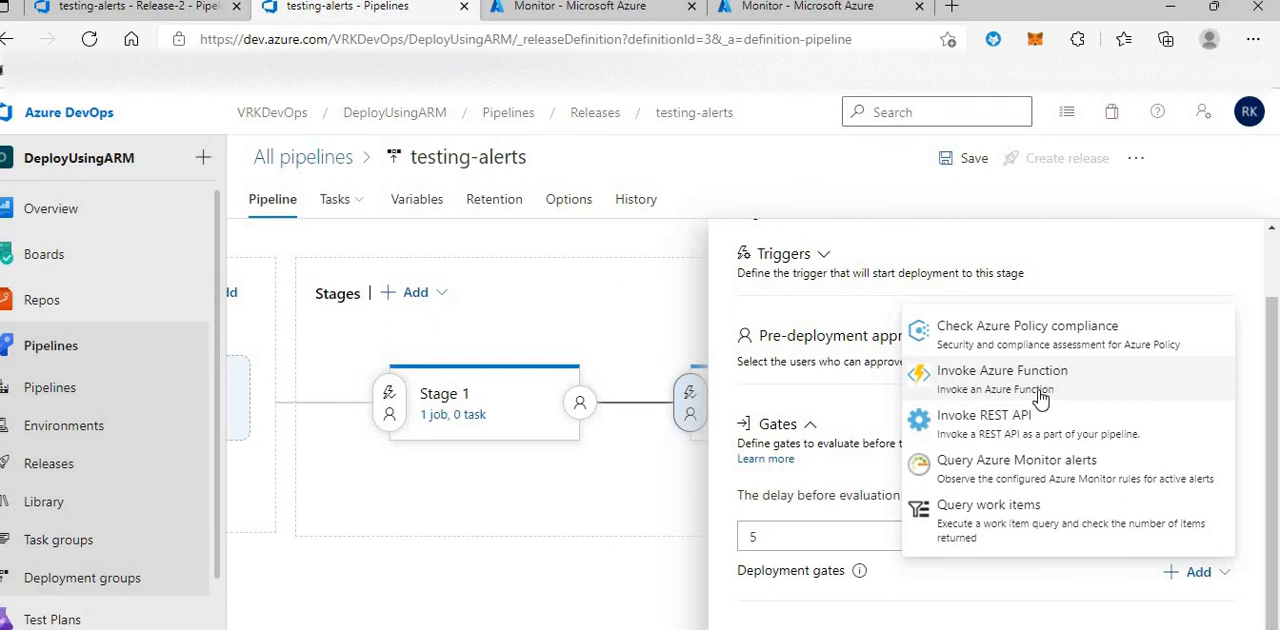 testing-alerts - Release-2 - Pipel
testing-alerts - Pipelines
Monitor - Microsoft Azure
Monitor - Microsoft Azure
https://dev.azure.com/VRKDevOps/DeployUsingARM/_releaseDefinition?definitionId=3&_a=definition-pipeline
Azure DevOps
VRKDevOps / DeployUsingARM / Pipelines / Releases / testing-alerts
Search
RK
DeployUsingARM
All pipelines > testing-alerts
Save
Create release
Pipeline
Tasks
Variables
Retention
Options
History
Overview
Boards
Repos
Pipelines
Pipelines
Environments
Releases
Library
Task groups
Deployment groups
Test Plans
dd
Stages | + Add
Stage 1
1 job, 0 task
Triggers
Define the trigger that will start deployment to this stage
Pre-deployment appr
Select the users who can approve
Gates
Define gates to evaluate before t
Learn more
The delay before evaluation
5
Deployment gates
+ Add
Check Azure Policy compliance
Security and compliance assessment for Azure Policy
Invoke Azure Function
Invoke an Azure Function
Invoke REST API
Invoke a REST API as a part of your pipeline.
Query Azure Monitor alerts
Observe the configured Azure Monitor rules for active alerts
Query work items
Execute a work item query and check the number of items
returned